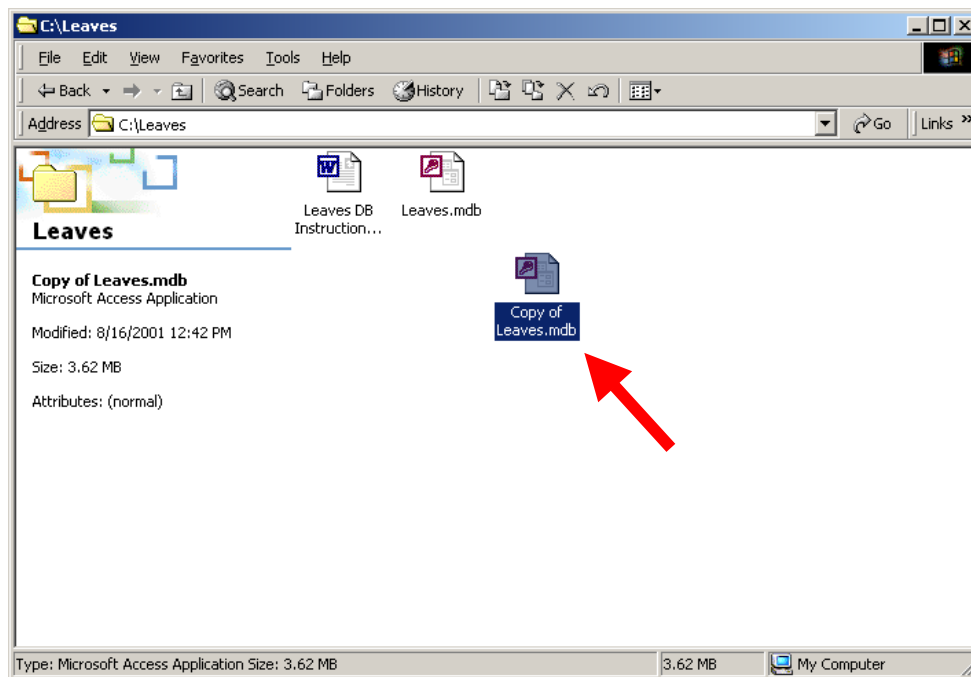 C:\Leaves
File Edit View Favorites Tools Help
Back Search Folders History
Address C:\Leaves Go Links »
Leaves DB
Instruction...
Leaves.mdb
Leaves
Copy of
Leaves.mdb
Copy of Leaves.mdb
Microsoft Access Application
Modified: 8/16/2001 12:42 PM
Size: 3.62 MB
Attributes: (normal)
Type: Microsoft Access Application Size: 3.62 MB 3.62 MB My Computer